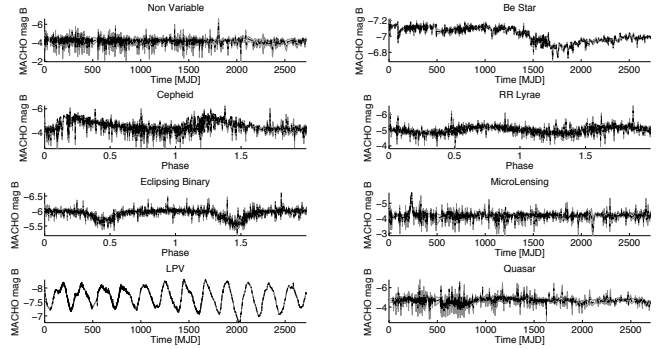 Non Variable
MACHO mag B
−6
−4
−2
0 500 1000 1500 2000 2500
Time [MJD]
Be Star
MACHO mag B
−7.2
−6.8
0 500 1000 1500 2000 2500
Time [MJD]
Cepheid
MACHO mag B
−6
−4
0.5 1 1.5
Phase
RR Lyrae
MACHO mag B
−6
−5
−4
0.5 1 1.5
Phase
Eclipsing Binary
MACHO mag B
−6.5
−6
−5.5
0.5 1 1.5
Phase
MicroLensing
MACHO mag B
−5
−4
−3
0 500 1000 1500 2000 2500
Time [MJD]
LPV
MACHO mag B
−8
−7.5
−7
0 500 1000 1500 2000 2500
Time [MJD]
Quasar
MACHO mag B
−6
−4
0 500 1000 1500 2000 2500
Time [MJD]